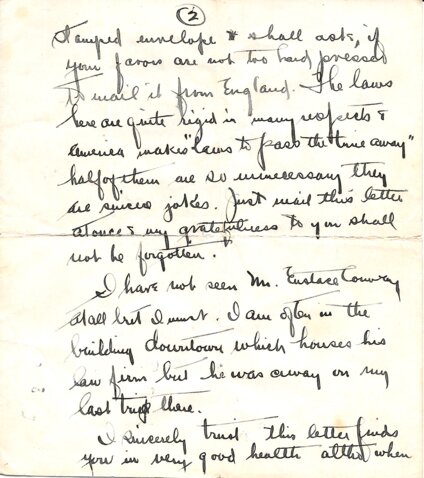 (2)
stamped envelope & shall ask, if
your favors are not too hard pressed
to mail it from England. The laws
here are quite rigid in many respects &
america makes "laws to pass the time away"
half of them are so unnecessary they
are jokes. Just mail this letter
at once & my gratefulness to you shall
not be forgotten.
I have not seen Mr. Eustace Conway
at all but I must. I am often in the
building downtown which houses his
law firm but he was away on my
last trip there.
I sincerely trust this letter finds
you in very good health altho when